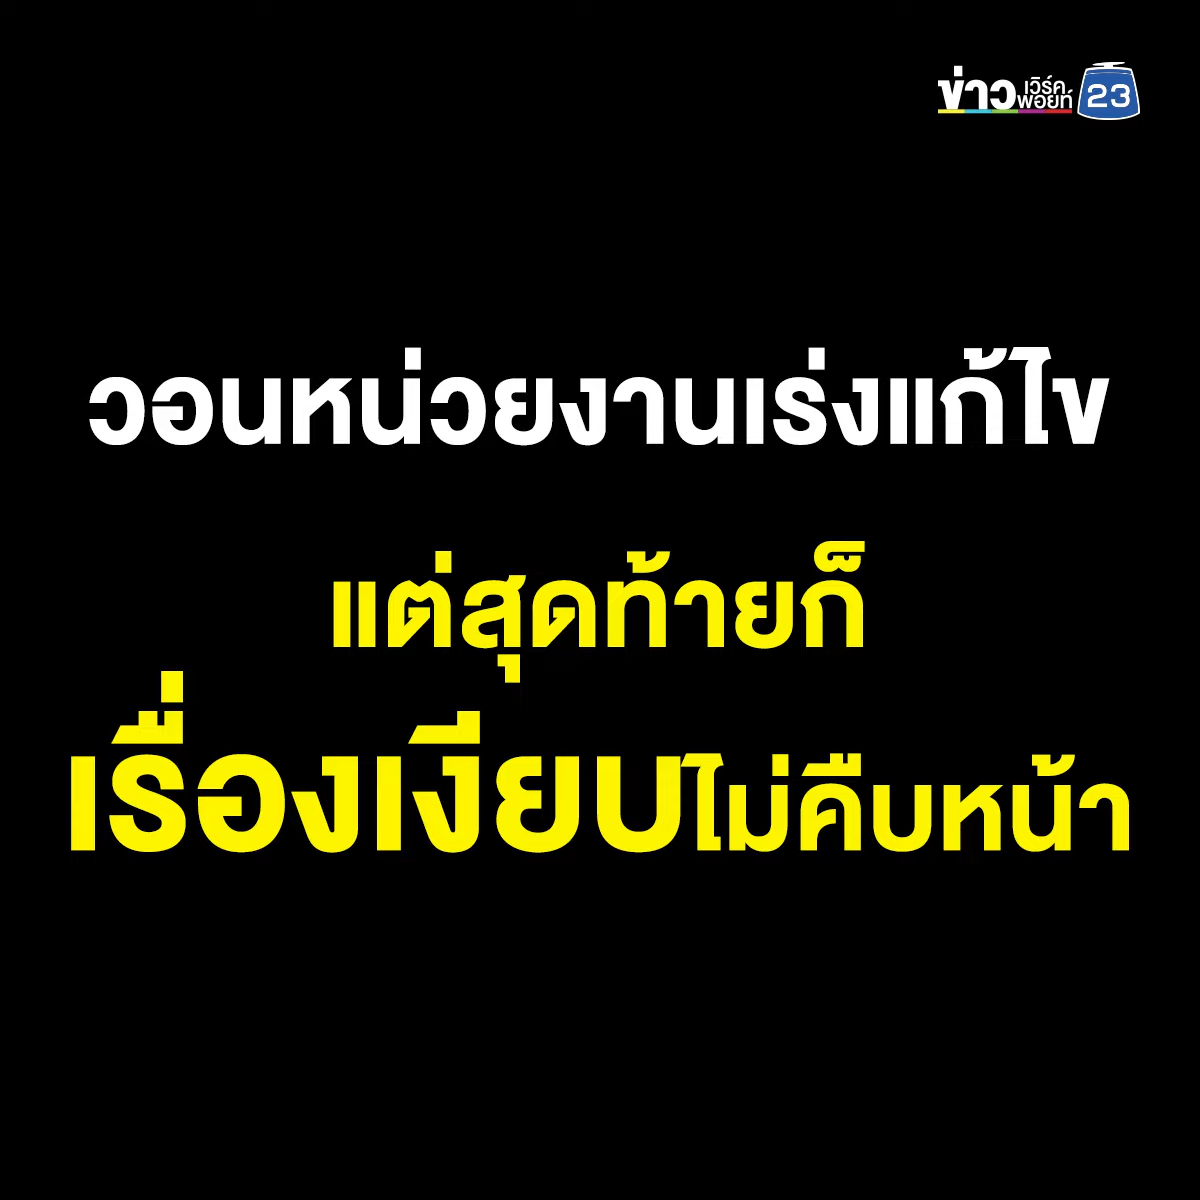 ข่าวเวิร์คพอยท์ 23
วอนหน่วยงานเร่งแก้ไข
แต่สุดท้ายก็
เรื่องเงียบไม่คืบหน้า